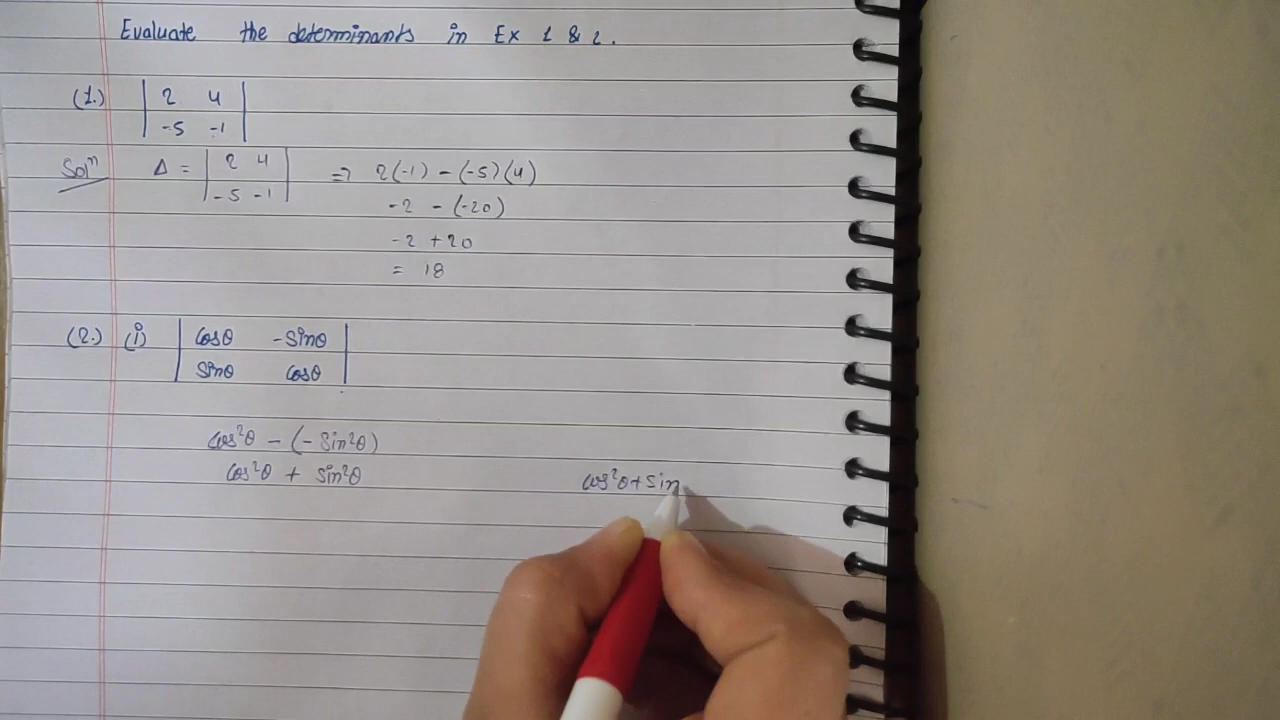 Evaluate the determinants in Ex 1 & 2.
(1.) | 2 4 |
| -5 -1 |
Solⁿ Δ = | 2 4 | => 2(-1) - (-5)(4)
| -5 -1 |
-2 - (-20)
-2 + 20
= 18
(2.) (i) | cosθ -sinθ |
| sinθ cosθ |
cos²θ - (-sin²θ)
cos²θ + sin²θ cos²θ + sin